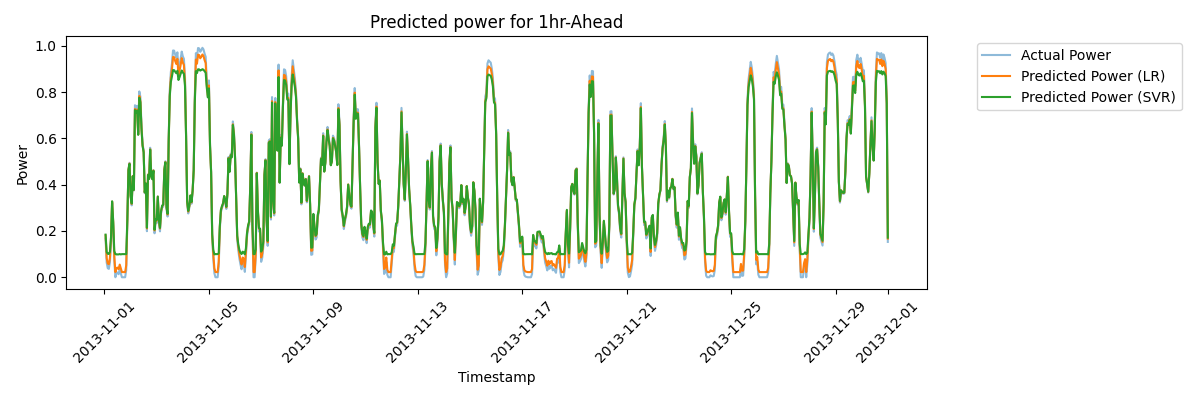 Predicted power for 1hr-Ahead
Actual Power
Predicted Power (LR)
Predicted Power (SVR)
Power
1.0
0.8
0.6
0.4
0.2
0.0
2013-11-01
2013-11-05
2013-11-09
2013-11-13
2013-11-17
2013-11-21
2013-11-25
2013-11-29
2013-12-01
Timestamp